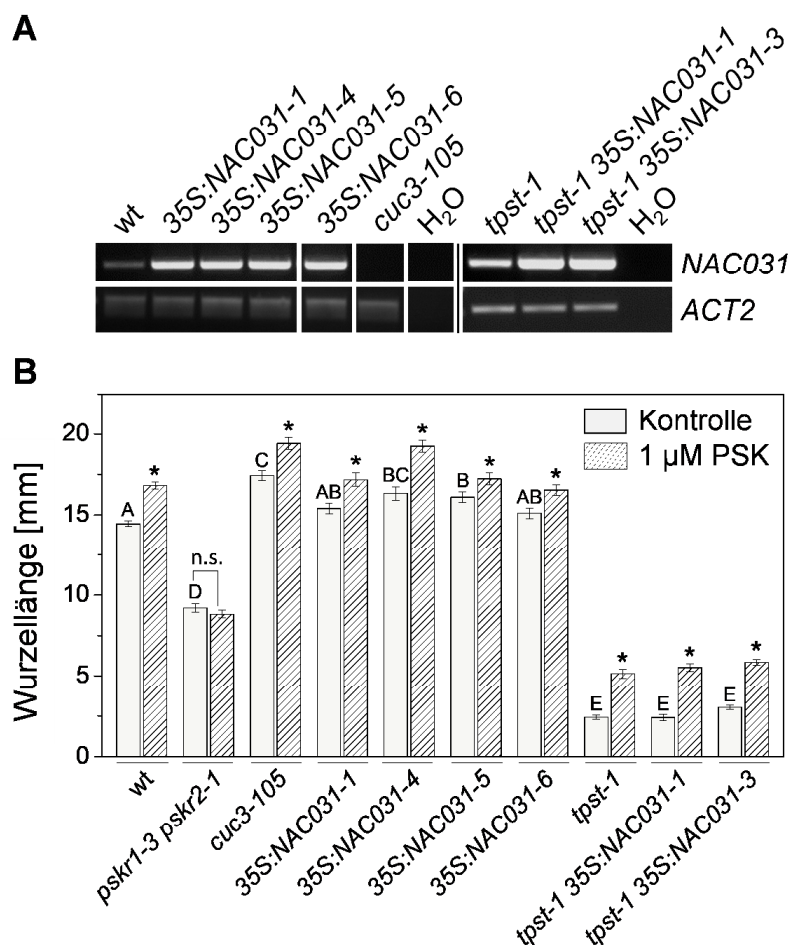 A
wt
35S:NAC031-1
35S:NAC031-4
35S:NAC031-5
35S:NAC031-6
cuc3-105
H₂O
tpst-1
tpst-1 35S:NAC031-1
tpst-1 35S:NAC031-3
H₂O
NAC031
ACT2
B
Wurzellänge [mm]
20
15
10
5
0
Kontrolle
1 µM PSK
A
*
n.s.
D
C
*
AB
*
BC
*
B
*
AB
*
E
*
E
*
E
*
wt
pskr1-3 pskr2-1
cuc3-105
35S:NAC031-1
35S:NAC031-4
35S:NAC031-5
35S:NAC031-6
tpst-1
tpst-1 35S:NAC031-1
tpst-1 35S:NAC031-3